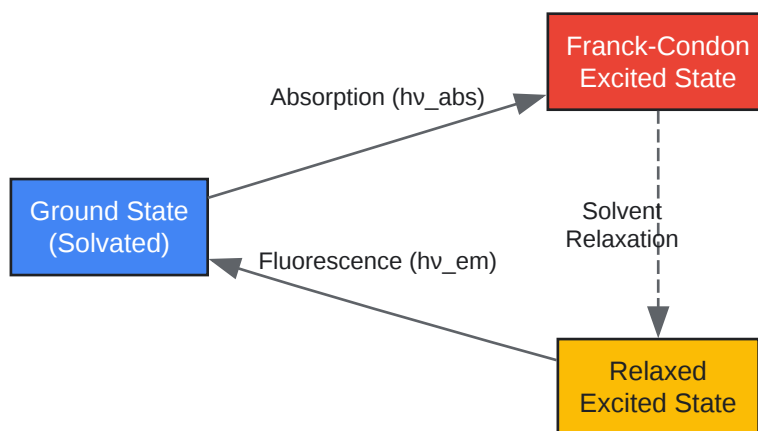 Franck-Condon
Excited State
Absorption (hν_abs)
Ground State
(Solvated)
Solvent
Relaxation
Fluorescence (hν_em)
Relaxed
Excited State